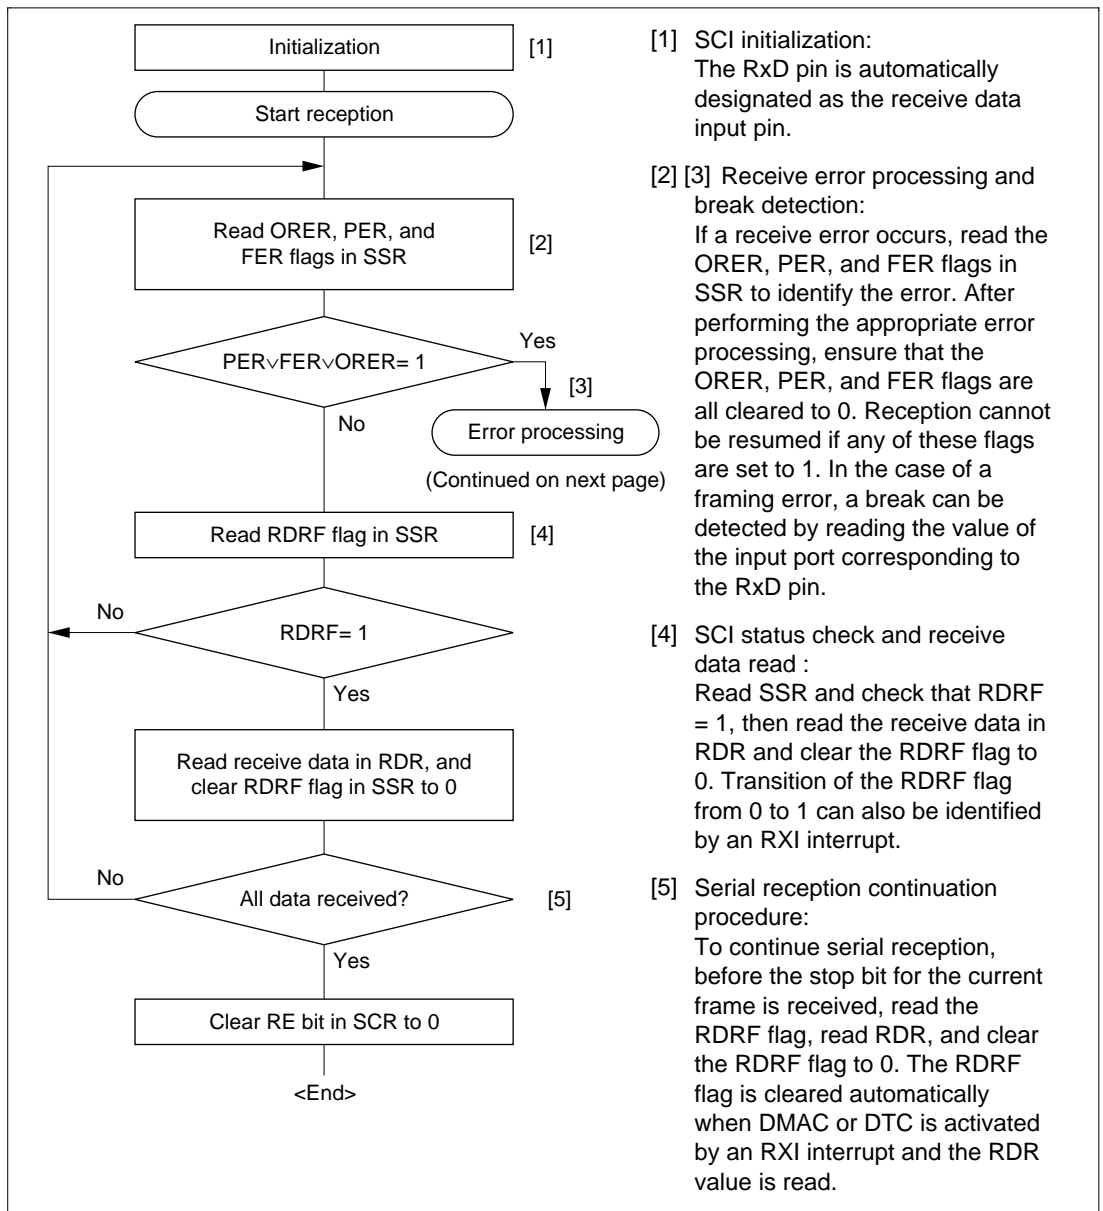 Initialization
[1]
Start reception
Read ORER, PER, and
FER flags in SSR
[2]
PER∨FER∨ORER= 1
Yes
[3]
No
Error processing
(Continued on next page)
Read RDRF flag in SSR
[4]
No
RDRF= 1
Yes
Read receive data in RDR, and
clear RDRF flag in SSR to 0
No
All data received?
[5]
Yes
Clear RE bit in SCR to 0
<End>
[1] SCI initialization:
The RxD pin is automatically
designated as the receive data
input pin.
[2] [3] Receive error processing and
break detection:
If a receive error occurs, read the
ORER, PER, and FER flags in
SSR to identify the error. After
performing the appropriate error
processing, ensure that the
ORER, PER, and FER flags are
all cleared to 0. Reception cannot
be resumed if any of these flags
are set to 1. In the case of a
framing error, a break can be
detected by reading the value of
the input port corresponding to
the RxD pin.
[4] SCI status check and receive
data read :
Read SSR and check that RDRF
= 1, then read the receive data in
RDR and clear the RDRF flag to
0. Transition of the RDRF flag
from 0 to 1 can also be identified
by an RXI interrupt.
[5] Serial reception continuation
procedure:
To continue serial reception,
before the stop bit for the current
frame is received, read the
RDRF flag, read RDR, and clear
the RDRF flag to 0. The RDRF
flag is cleared automatically
when DMAC or DTC is activated
by an RXI interrupt and the RDR
value is read.